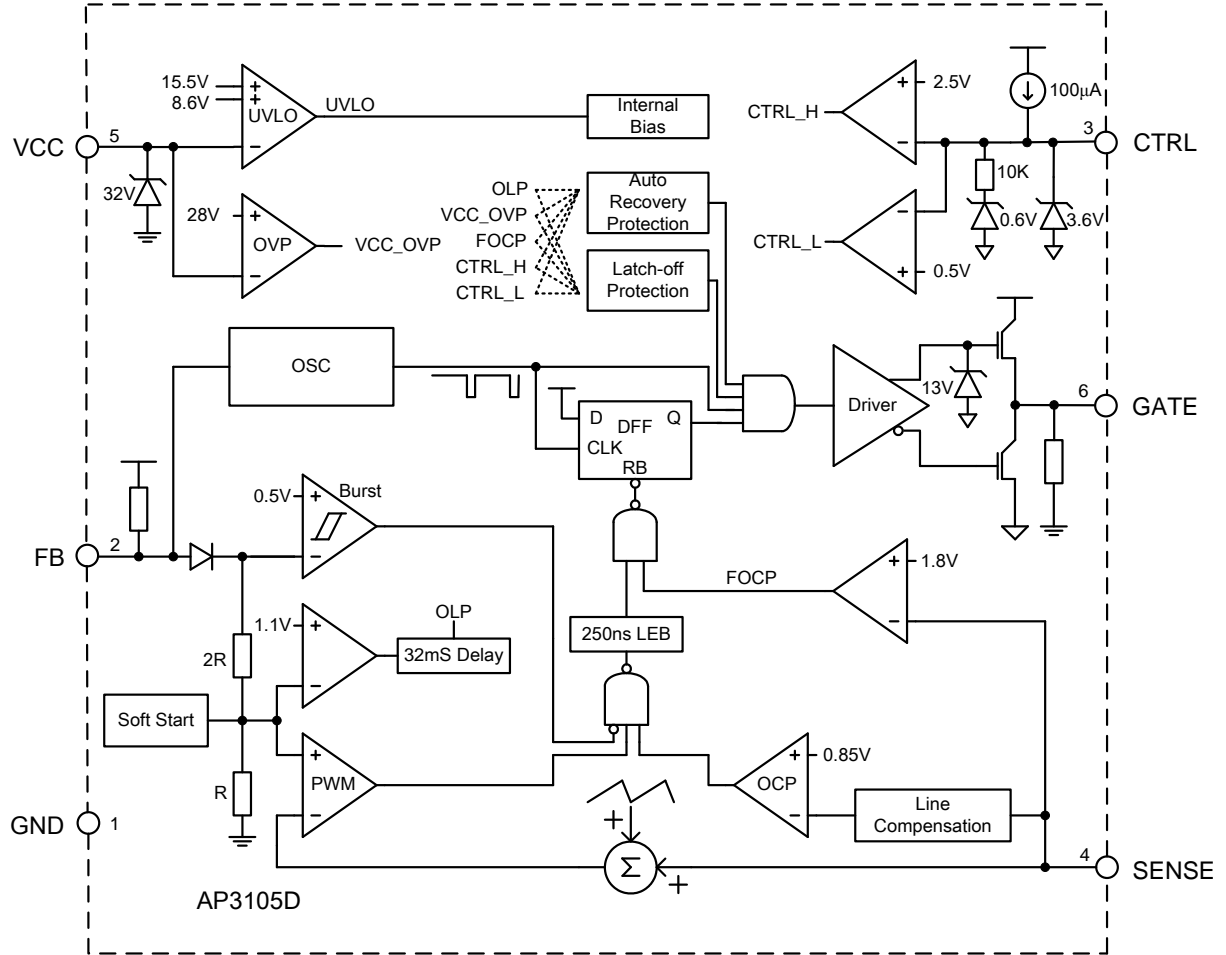 15.5V
8.6V
+
+
UVLO
−
UVLO
Internal
Bias
CTRL_H
+
−
2.5V
100μA
VCC
5
3
CTRL
32V
28V
+
OVP
−
VCC_OVP
OLP
VCC_OVP
FOCP
CTRL_H
CTRL_L
Auto
Recovery
Protection
Latch-off
Protection
10K
0.6V
3.6V
CTRL_L
−
+
0.5V
OSC
D
DFF
Q
CLK
RB
Driver
13V
6
GATE
0.5V
+
−
Burst
FB
2
FOCP
+
−
1.8V
OLP
1.1V
+
−
32mS Delay
250ns LEB
2R
Soft Start
+
PWM
−
R
+
OCP
−
0.85V
Line
Compensation
GND
1
+
Σ
+
4
SENSE
AP3105D